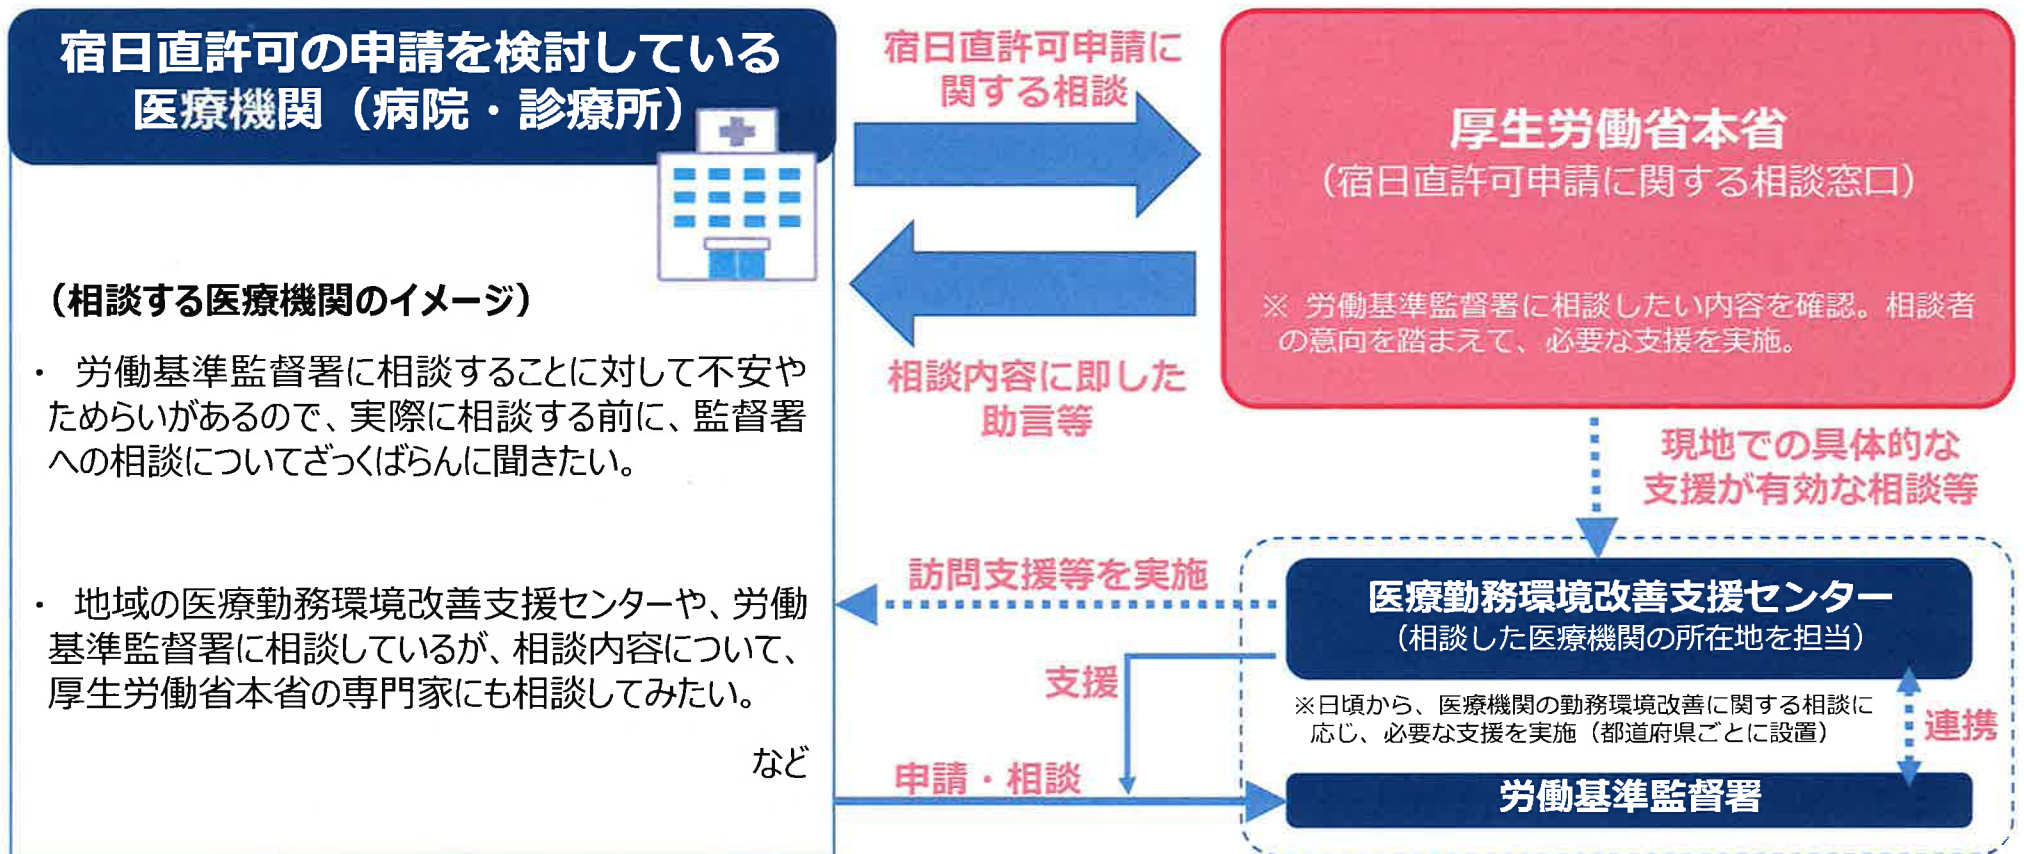 宿日直許可の申請を検討している
医療機関（病院・診療所）
（相談する医療機関のイメージ）
・ 労働基準監督署に相談することに対して不安や
ためらいがあるので、実際に相談する前に、監督署
への相談についてざっくばらんに聞きたい。
・ 地域の医療勤務環境改善支援センターや、労働
基準監督署に相談しているが、相談内容について、
厚生労働省本省の専門家にも相談してみたい。
など
宿日直許可申請に
関する相談
相談内容に即した
助言等
厚生労働省本省
（宿日直許可申請に関する相談窓口）
※ 労働基準監督署に相談したい内容を確認。相談者
の意向を踏まえて、必要な支援を実施。
現地での具体的な
支援が有効な相談等
訪問支援等を実施
支援
申請・相談
医療勤務環境改善支援センター
（相談した医療機関の所在地を担当）
※日頃から、医療機関の勤務環境改善に関する相談に
応じ、必要な支援を実施（都道府県ごとに設置）
連携
労働基準監督署